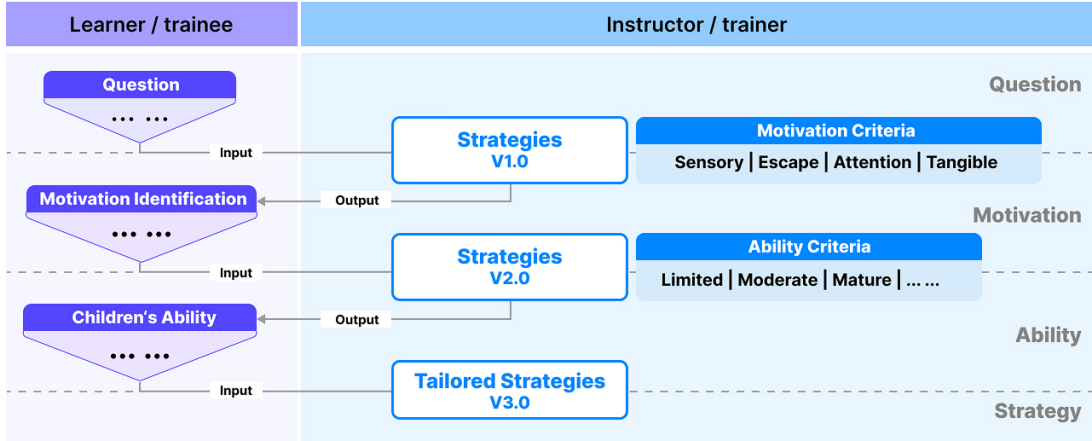 Learner / trainee
Instructor / trainer
Question
... ...
Question
Input
Strategies
V1.0
Motivation Criteria
Sensory | Escape | Attention | Tangible
Motivation Identification
... ...
Output
Motivation
Input
Strategies
V2.0
Ability Criteria
Limited | Moderate | Mature | ... ...
Children‘s Ability
... ...
Output
Ability
Input
Tailored Strategies
V3.0
Strategy